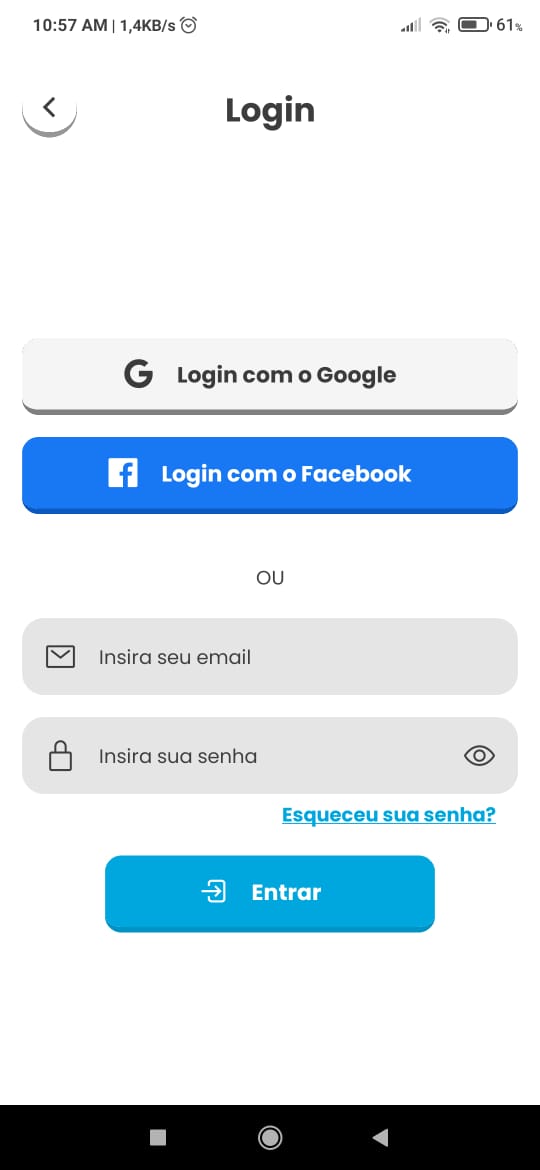 10:57 AM | 1,4KB/s
61%
Login
Login com o Google
Login com o Facebook
OU
Insira seu email
Insira sua senha
Esqueceu sua senha?
Entrar